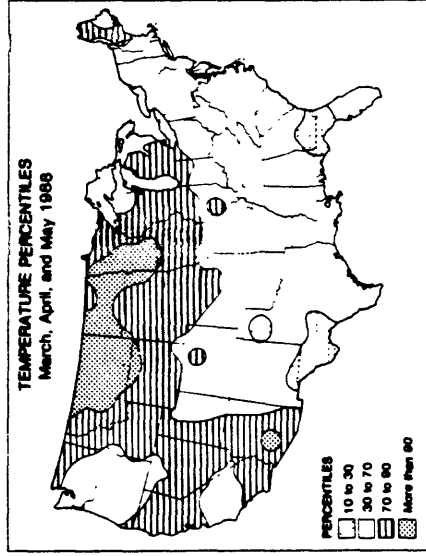 TEMPERATURE PERCENTILES
March, April, and May 1988
PERCENTILES
10 to 30
30 to 70
70 to 90
More than 90